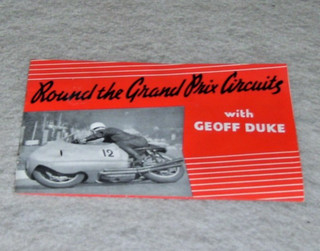 Round the Grand Prix Circuits
with
GEOFF DUKE
12